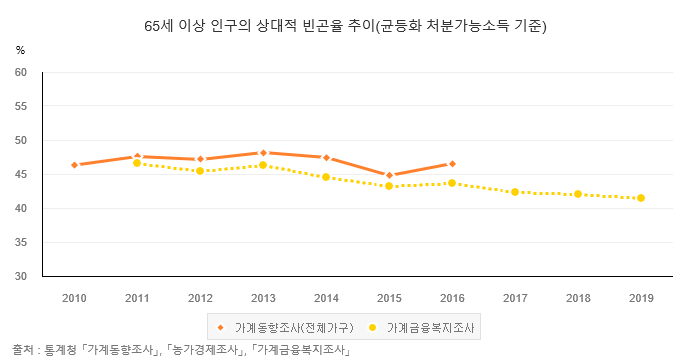 65세 이상 인구의 상대적 빈곤율 추이(균등화 처분가능소득 기준)
%
60
55
50
45
40
35
30
2010 2011 2012 2013 2014 2015 2016 2017 2018 2019
가계동향조사(전체가구) 가계금융복지조사
출처 : 통계청 「가계동향조사」, 「농가경제조사」, 「가계금융복지조사」